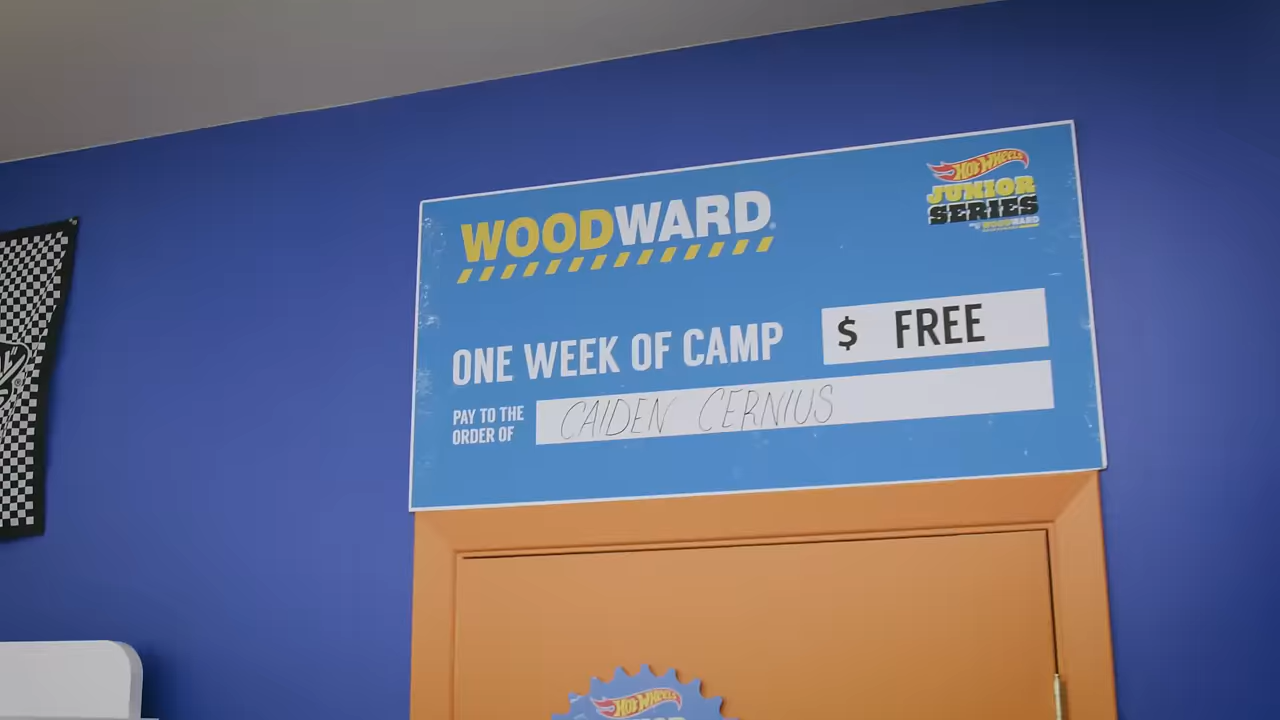 WOODWARD
HOT WHEELS
JUNIOR
SERIES
WOODWARD
ONE WEEK OF CAMP
$ FREE
PAY TO THE
ORDER OF
CAIDEN CERNIUS
HOT WHEELS